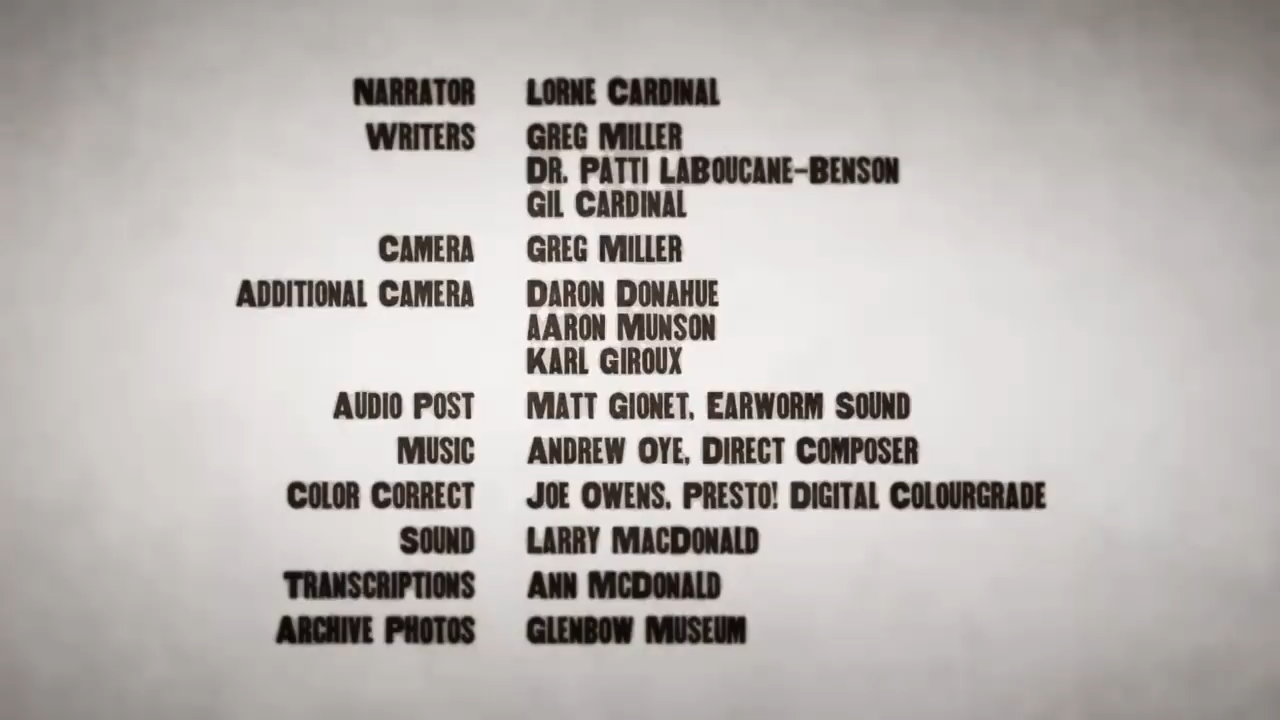 NARRATOR LORNE CARDINAL
WRITERS GREG MILLER
DR. PATTI LABOUCANE-BENSON
GIL CARDINAL
CAMERA GREG MILLER
ADDITIONAL CAMERA DARON DONAHUE
AARON MUNSON
KARL GIROUX
AUDIO POST MATT GIONET, EARWORM SOUND
MUSIC ANDREW OYE, DIRECT COMPOSER
COLOR CORRECT JOE OWENS, PRESTO! DIGITAL COLOURGRADE
SOUND LARRY MACDONALD
TRANSCRIPTIONS ANN MCDONALD
ARCHIVE PHOTOS GLENBOW MUSEUM